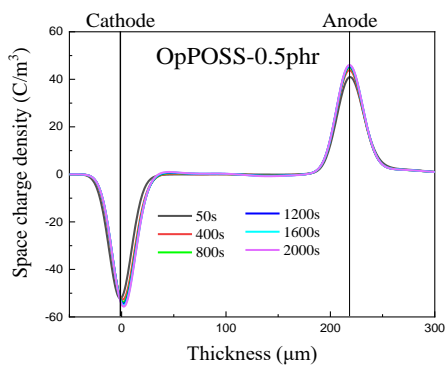 Cathode Anode
OpPOSS-0.5phr
Space charge density (C/m³)
60
40
20
0
-20
-40
-60
50s 1200s
400s 1600s
800s 2000s
0 100 200 300
Thickness (μm)